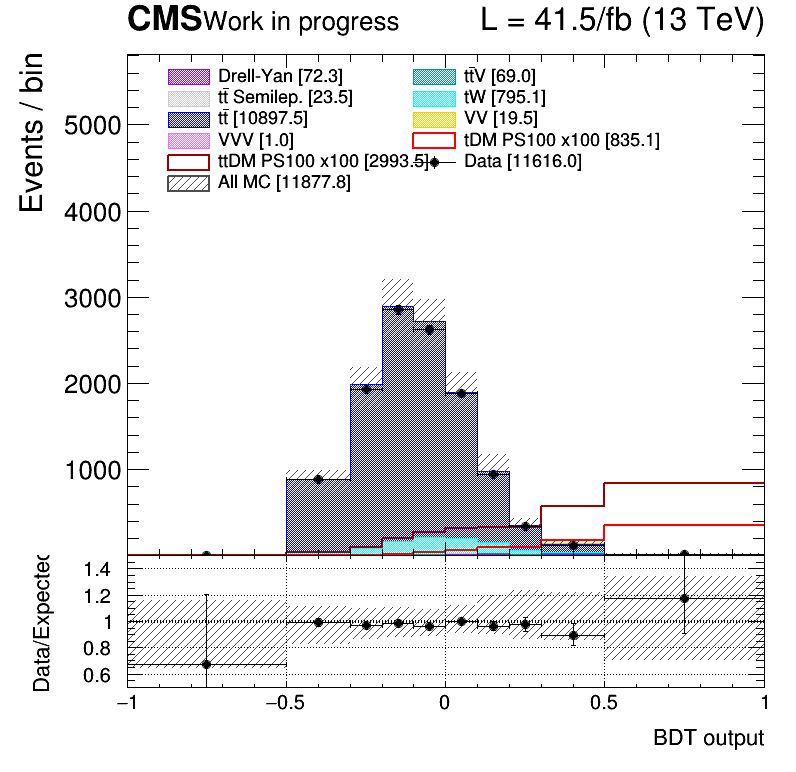 CMS Work in progress L = 41.5/fb (13 TeV)
Events / bin
Drell-Yan [72.3] tt̄V [69.0]
tt̄ Semilep. [23.5] tW [795.1]
tt̄ [10897.5] VV [19.5]
VVV [1.0] tDM PS100 x100 [835.1]
ttDM PS100 x100 [2993.5] Data [11616.0]
All MC [11877.8]
5000
4000
3000
2000
1000
Data/Expected
1.4
1.2
1
0.8
0.6
−1 −0.5 0 0.5 1
BDT output